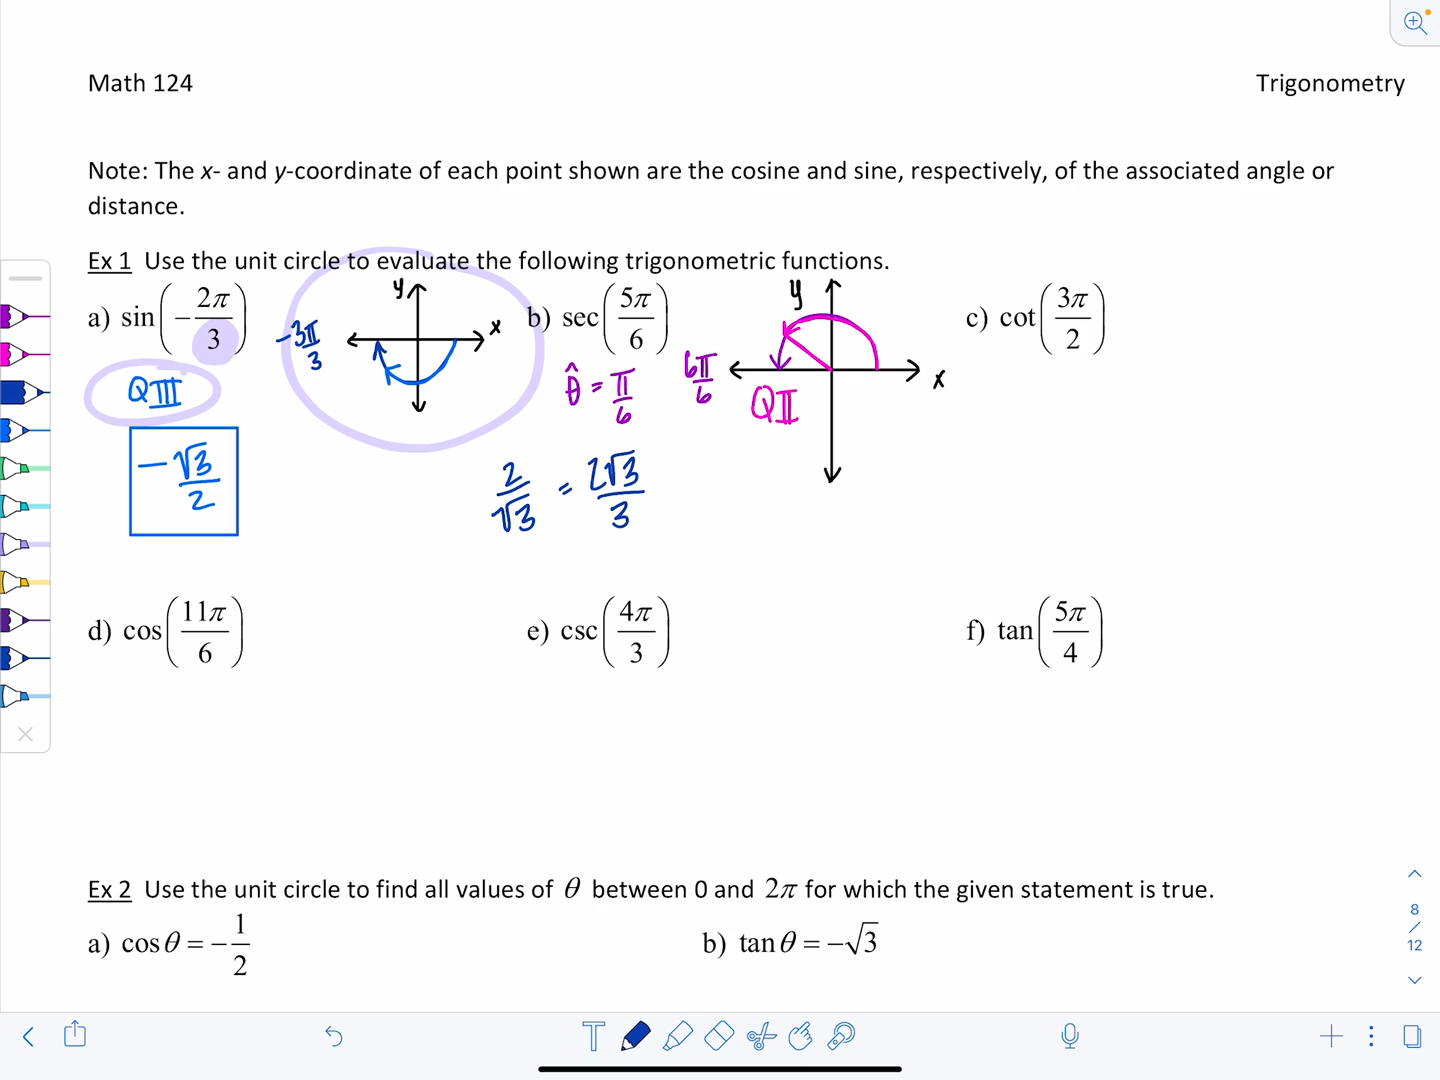 Math 124 Trigonometry
Note: The x- and y-coordinate of each point shown are the cosine and sine, respectively, of the associated angle or
distance.
Ex 1 Use the unit circle to evaluate the following trigonometric functions.
a) sin(-2π/3)
y
x
-3π/3
QIII
-√3/2
b) sec(5π/6)
y
x
θ̂ = π/6
6π/6
QII
2/√3 = 2√3/3
c) cot(3π/2)
d) cos(11π/6)
e) csc(4π/3)
f) tan(5π/4)
Ex 2 Use the unit circle to find all values of θ between 0 and 2π for which the given statement is true.
a) cos θ = -1/2
b) tan θ = -√3
8
/
12
T